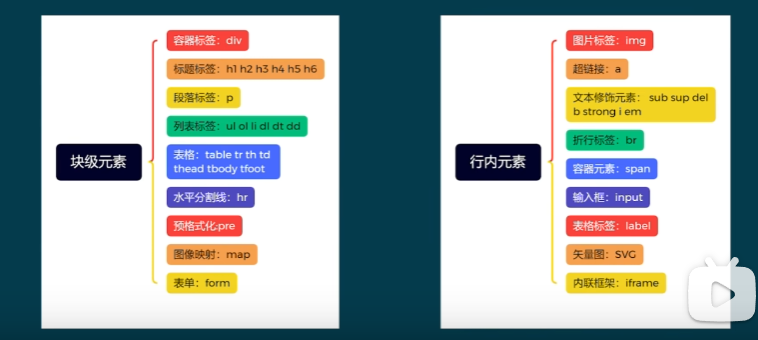 块级元素
容器标签：div
标题标签：h1 h2 h3 h4 h5 h6
段落标签：p
列表标签：ul ol li dl dt dd
表格：table tr th td
thead tbody tfoot
水平分割线：hr
预格式化:pre
图像映射：map
表单：form
行内元素
图片标签：img
超链接：a
文本修饰元素： sub sup del
b strong i em
折行标签：br
容器元素：span
输入框：input
表格标签：label
矢量图：SVG
内联框架：iframe